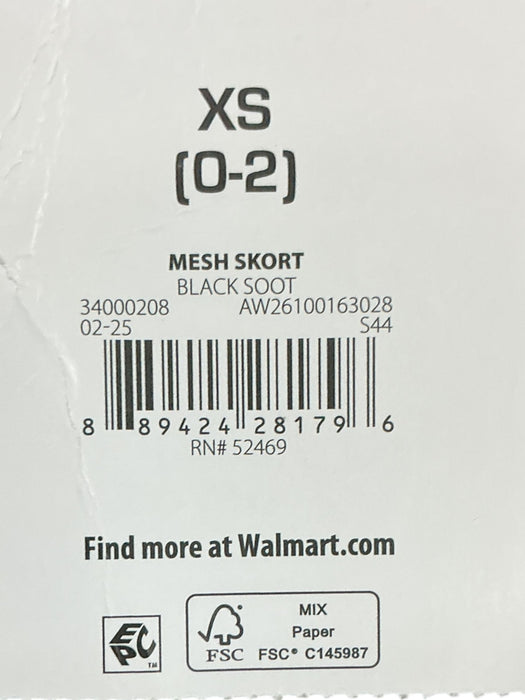 XS
(0-2)
MESH SKORT
BLACK SOOT
34000208 AW26100163028
02-25 S44
8 89424 28179 6
RN# 52469
Find more at Walmart.com
EPC TM
MIX
Paper
FSC FSC® C145987